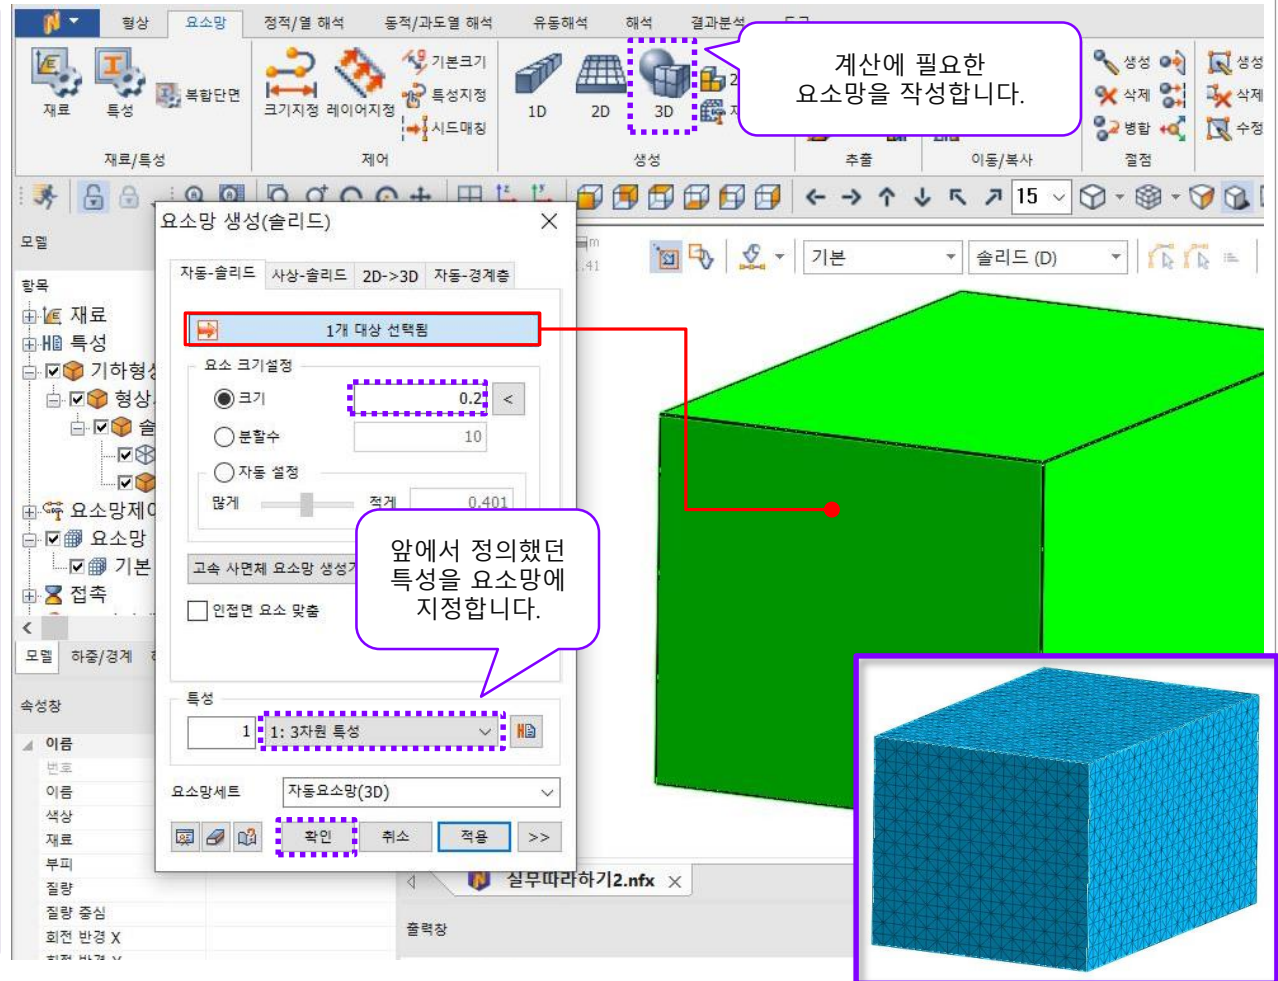 형상
요소망
정적/열 해석
동적/과도열 해석
유동해석
해석
결과분석
계산에 필요한
요소망을 작성합니다.
재료
특성
복합단면
크기지정
레이어지정
기본크기
특성지정
시드매칭
1D
2D
3D
생성
삭제
병합
생성
삭제
수정
재료/특성
제어
생성
추출
이동/복사
절점
15
모델
항목
재료
특성
기하형상
형상
솔
요소망제어
요소망
기본
접촉
모델
하중/경계
속성창
이름
번호
이름
색상
재료
부피
질량
질량 중심
회전 반경 X
요소망 생성(솔리드)
자동-솔리드
사상-솔리드
2D->3D
자동-경계층
1개 대상 선택됨
요소 크기설정
크기
0.2
<
분할수
10
자동 설정
많게
적게
0.401
고속 사면체 요소망 생성기
인접면 요소 맞춤
앞에서 정의했던
특성을 요소망에
지정합니다.
특성
1
1: 3차원 특성
요소망세트
자동요소망(3D)
확인
취소
적용
>>
m
.41
기본
솔리드 (D)
실무따라하기2.nfx
출력창